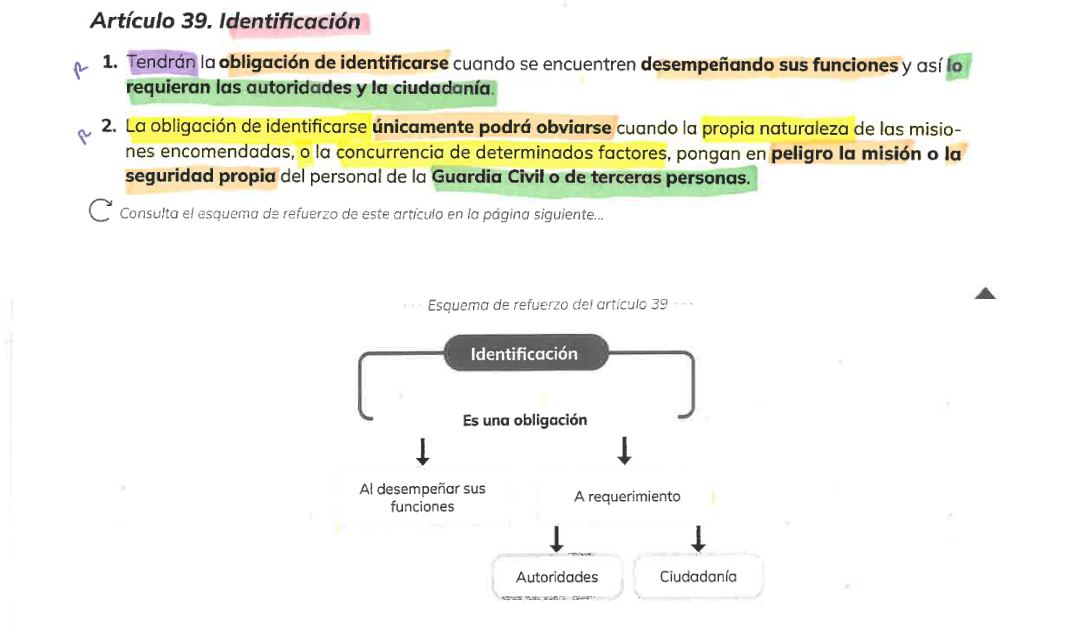 Artículo 39. Identificación
1. Tendrán la obligación de identificarse cuando se encuentren desempeñando sus funciones y así lo
requieran las autoridades y la ciudadanía.
2. La obligación de identificarse únicamente podrá obviarse cuando la propia naturaleza de las misio-
nes encomendadas, o la concurrencia de determinados factores, pongan en peligro la misión o la
seguridad propia del personal de la Guardia Civil o de terceras personas.
Consulta el esquema de refuerzo de este artículo en la página siguiente...
··· Esquema de refuerzo del artículo 39 ···
Identificación
Es una obligación
Al desempeñar sus
funciones
A requerimiento
Autoridades
Ciudadanía